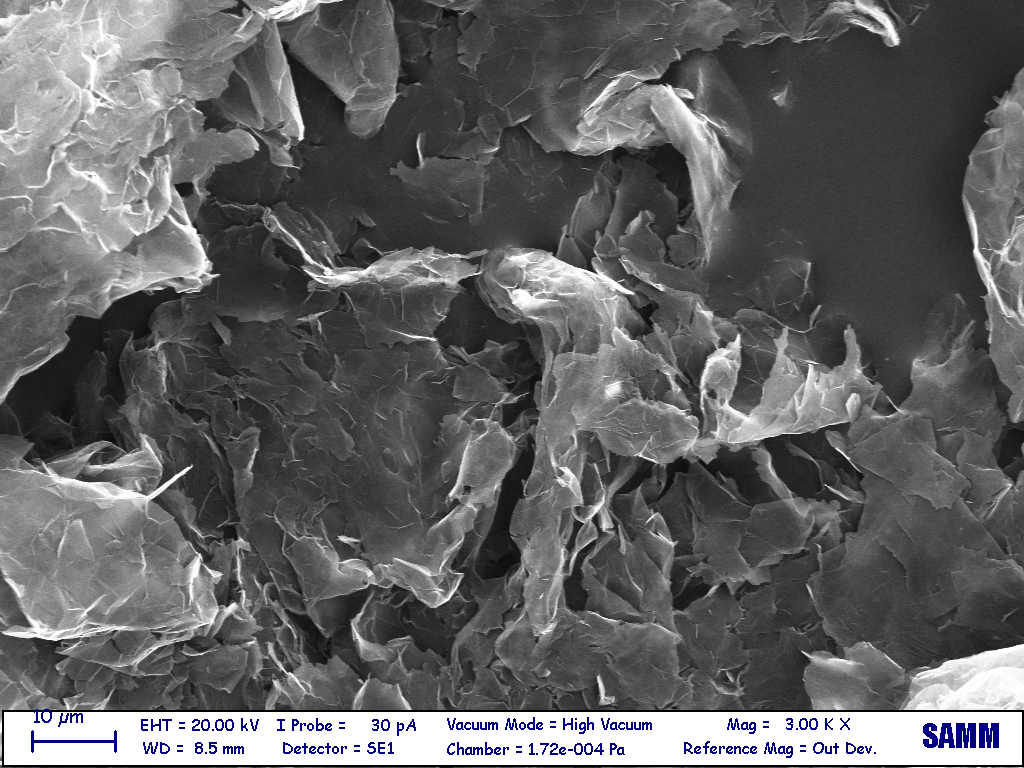 10 µm
EHT = 20.00 kV I Probe = 30 pA Vacuum Mode = High Vacuum Mag = 3.00 K X
WD = 8.5 mm Detector = SE1 Chamber = 1.72e-004 Pa Reference Mag = Out Dev.
SAMM